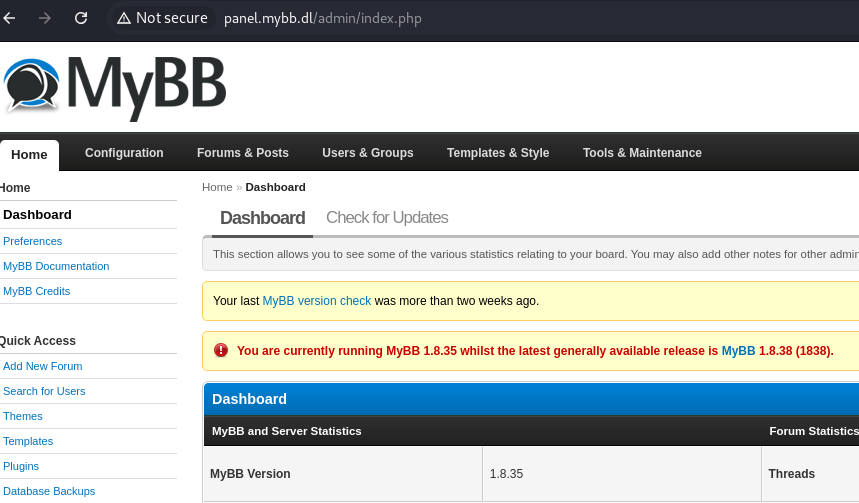 Not secure panel.mybb.dl/admin/index.php
MyBB
Home Configuration Forums & Posts Users & Groups Templates & Style Tools & Maintenance
Home
Dashboard
Preferences
MyBB Documentation
MyBB Credits
Quick Access
Add New Forum
Search for Users
Themes
Templates
Plugins
Database Backups
Home » Dashboard
Dashboard Check for Updates
This section allows you to see some of the various statistics relating to your board. You may also add other notes for other admin
Your last MyBB version check was more than two weeks ago.
You are currently running MyBB 1.8.35 whilst the latest generally available release is MyBB 1.8.38 (1838).
Dashboard
MyBB and Server Statistics Forum Statistics
MyBB Version 1.8.35 Threads